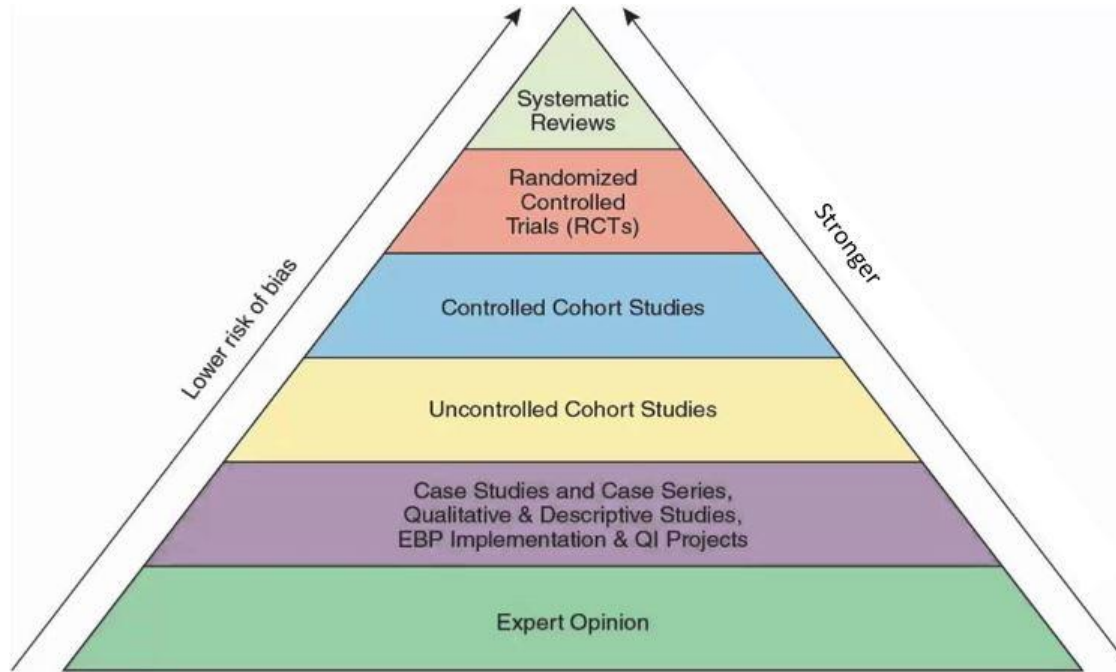 Systematic
Reviews
Randomized
Controlled
Trials (RCTs)
Stronger
Lower risk of bias
Controlled Cohort Studies
Uncontrolled Cohort Studies
Case Studies and Case Series,
Qualitative & Descriptive Studies,
EBP Implementation & QI Projects
Expert Opinion